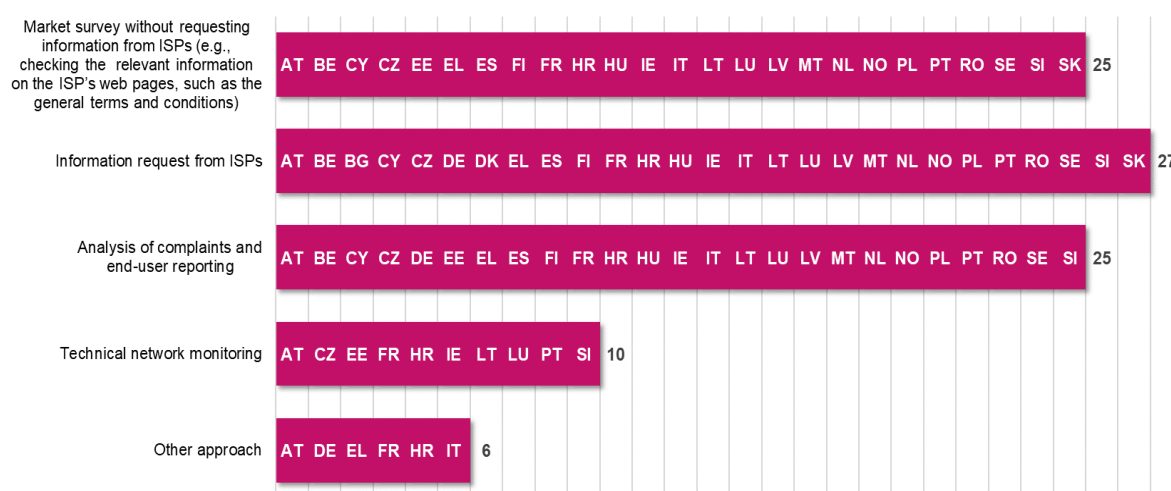 Market survey without requesting
information from ISPs (e.g.,
checking the relevant information
on the ISP's web pages, such as the
general terms and conditions)
AT BE CY CZ EE EL ES FI FR HR HU IE IT LT LU LV MT NL NO PL PT RO SE SI SK 25
Information request from ISPs
AT BE BG CY CZ DE DK EL ES FI FR HR HU IE IT LT LU LV MT NL NO PL PT RO SE SI SK 27
Analysis of complaints and
end-user reporting
AT BE CY CZ DE EE EL ES FI FR HR HU IE IT LT LU LV MT NL NO PL PT RO SE SI 25
Technical network monitoring
AT CZ EE FR HR IE LT LU PT SI 10
Other approach
AT DE EL FR HR IT 6